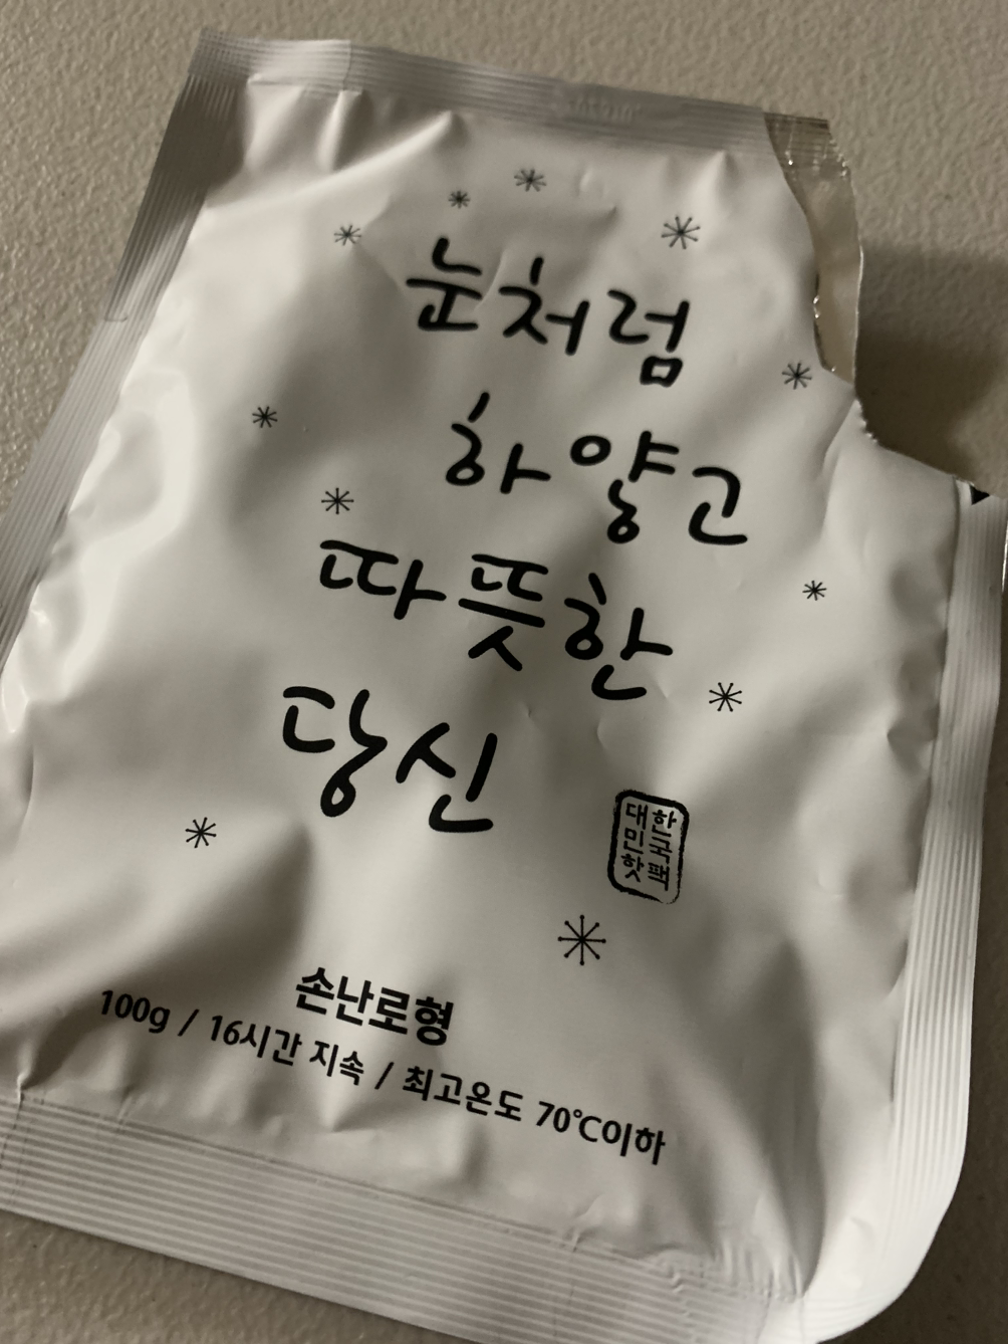 눈처럼
하얗고
따뜻한
당신
대한
민국
핫팩
손난로형
100g / 16시간 지속 / 최고온도 70℃이하